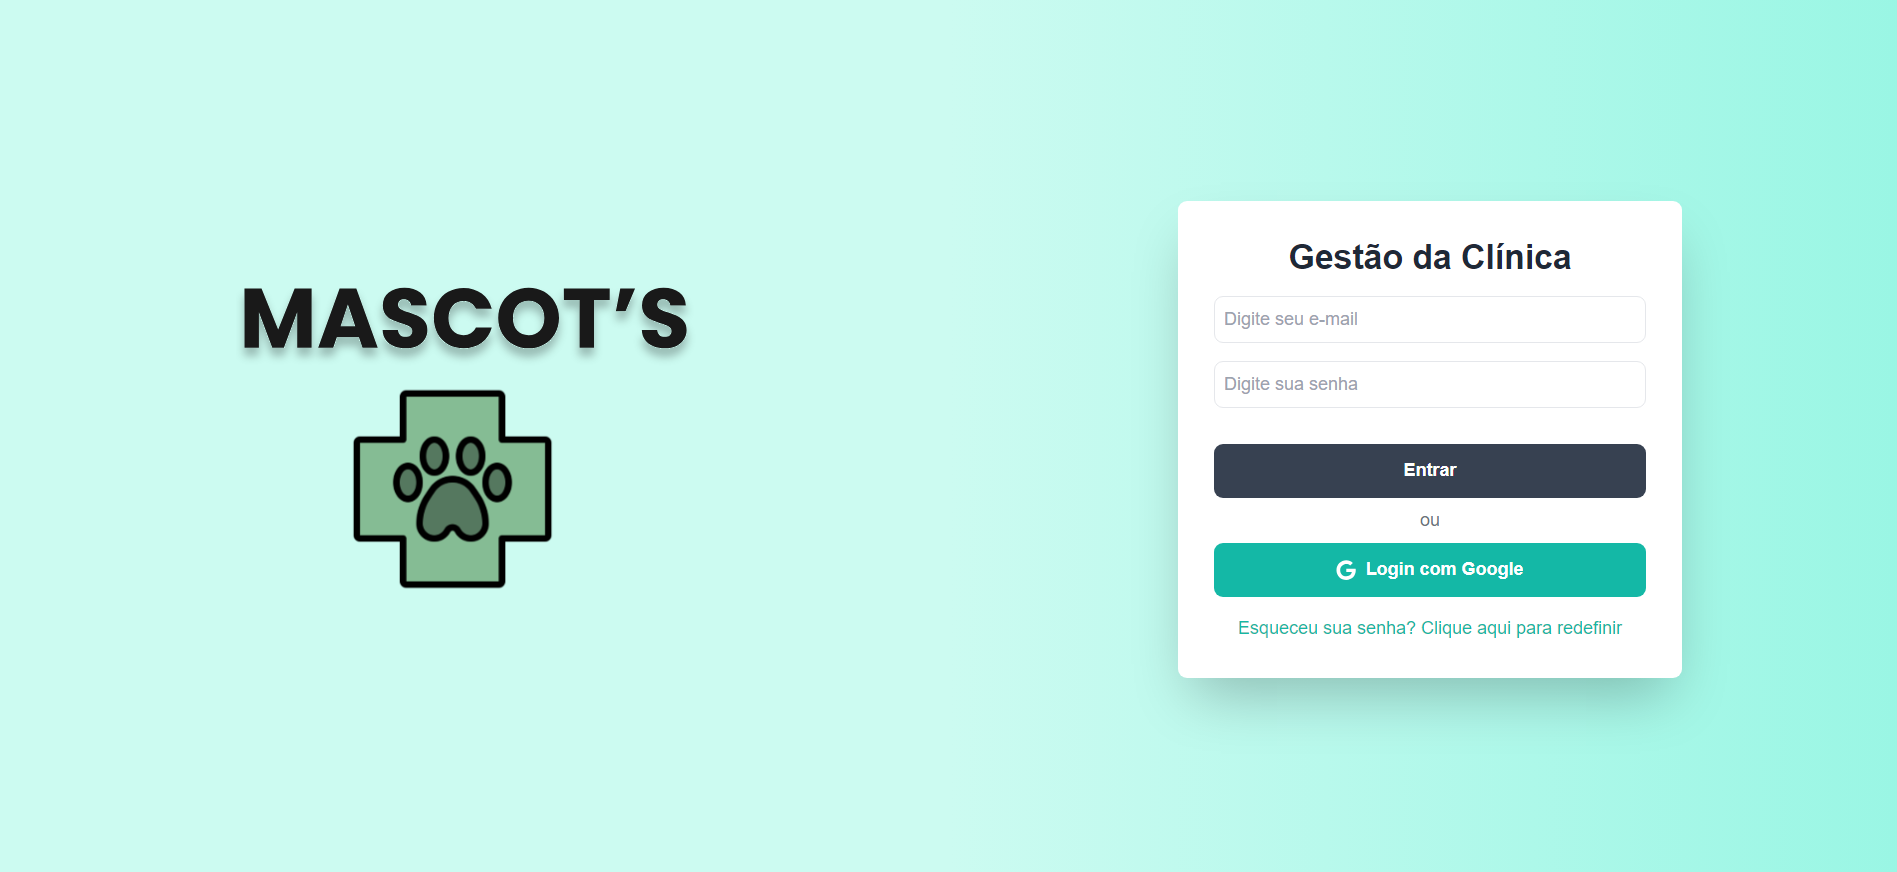 MASCOT’S
Gestão da Clínica
Digite seu e-mail
Digite sua senha
Entrar
ou
Login com Google
Esqueceu sua senha? Clique aqui para redefinir